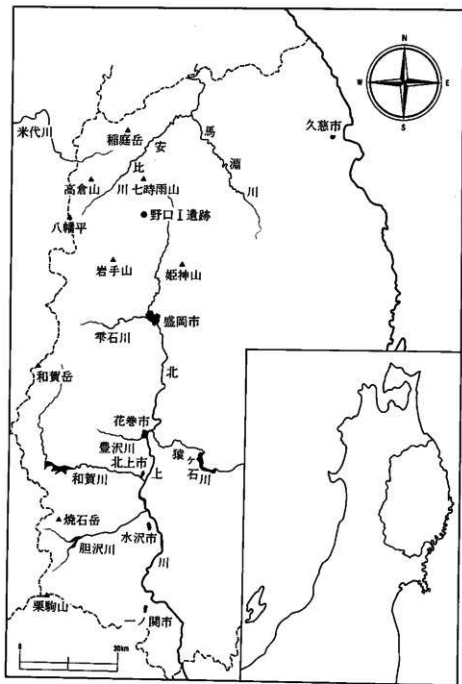 N
W
E
S
米代川
稲庭岳
安比川
馬淵川
久慈市
高倉山
七時雨山
八幡平
野口Ⅰ遺跡
岩手山
姫神山
盛岡市
雫石川
北上川
和賀岳
花巻市
豊沢川
猿ヶ石川
北上市
和賀川
焼石岳
水沢市
胆沢川
栗駒山
一ノ関市
0
30km